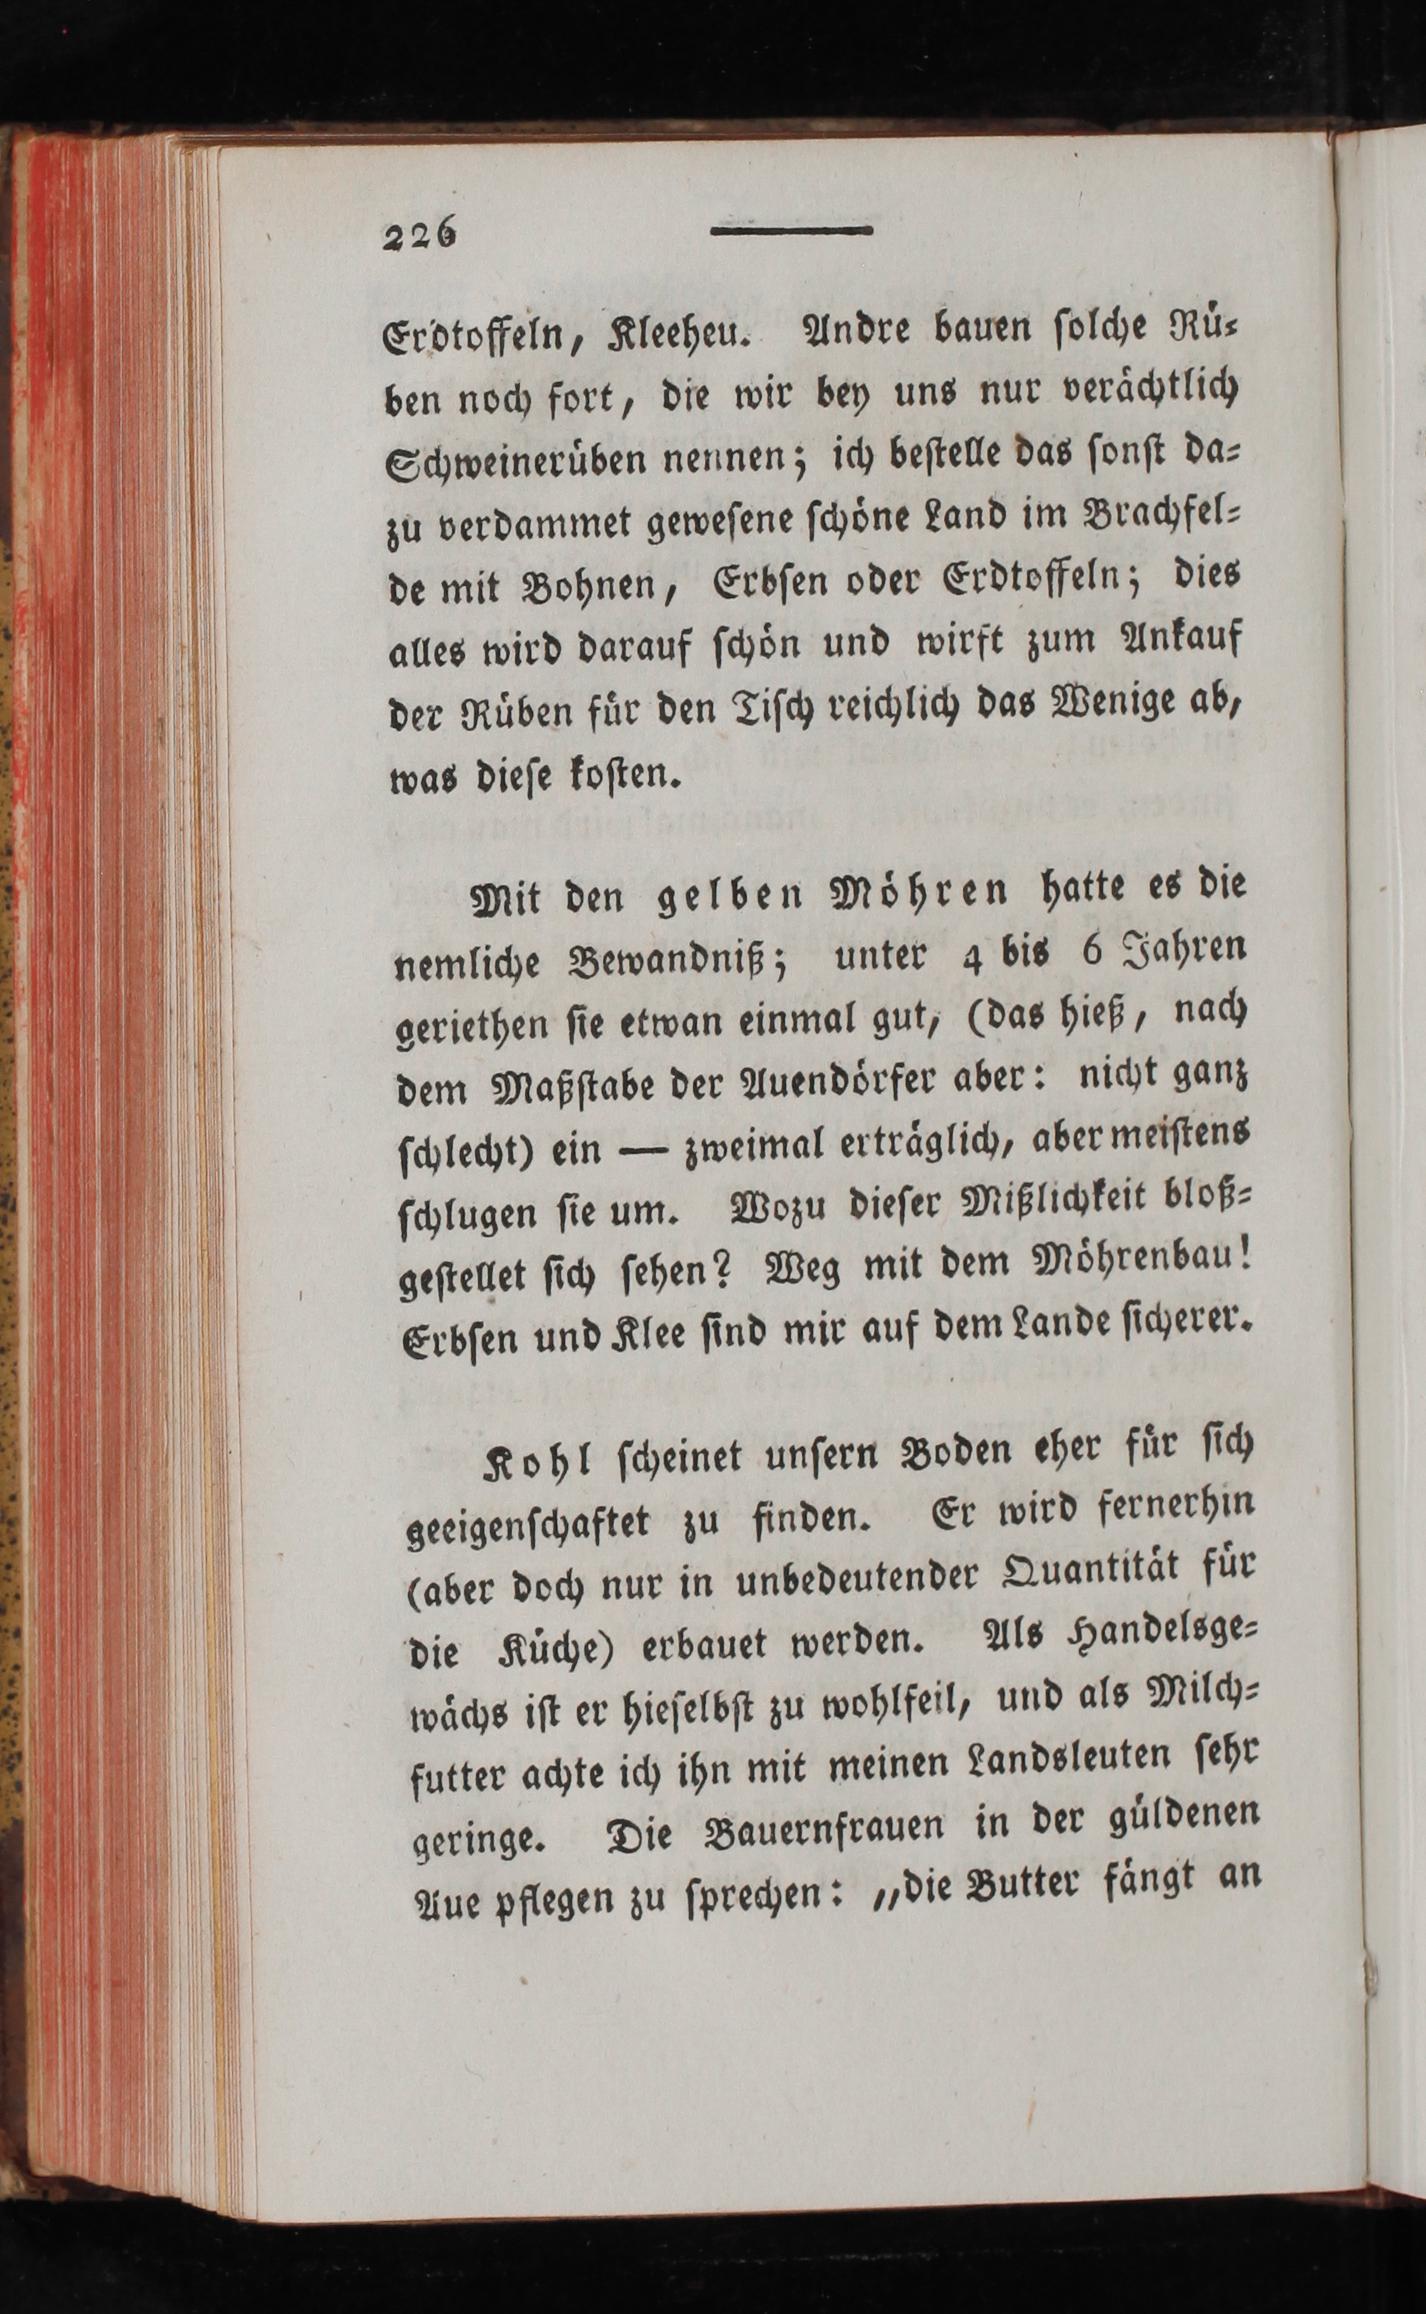 226
Erdtoffeln, Kleeheu. Andre bauen ſolche Rü⸗
ben noch fort, die wir bey uns nur verächtlich
Schweinerüben nennen; ich beſtelle das ſonſt da⸗
zu verdammet geweſene ſchöne Land im Brachfel⸗
de mit Bohnen, Erbſen oder Erdtoffeln; dies
alles wird darauf ſchön und wirft zum Ankauf
der Rüben für den Tiſch reichlich das Wenige ab,
was dieſe koſten.
Mit den gelben Möhren hatte es die
nemliche Bewandniß; unter 4 bis 6 Jahren
geriethen ſie etwan einmal gut, (das hieß, nach
dem Maßſtabe der Auendörfer aber: nicht ganz
ſchlecht) ein — zweimal erträglich, aber meiſtens
ſchlugen ſie um. Wozu dieſer Mißlichkeit bloß⸗
geſtellet ſich ſehen? Weg mit dem Möhrenbau!
Erbſen und Klee ſind mir auf dem Lande ſicherer.
Kohl ſcheinet unſern Boden eher für ſich
geeigenſchaftet zu finden. Er wird fernerhin
(aber doch nur in unbedeutender Quantität für
die Küche) erbauet werden. Als Handelsge⸗
wächs iſt er hieſelbſt zu wohlfeil, und als Milch⸗
futter achte ich ihn mit meinen Landsleuten ſehr
geringe. Die Bauernfrauen in der güldenen
Aue pflegen zu ſprechen: „die Butter fängt an